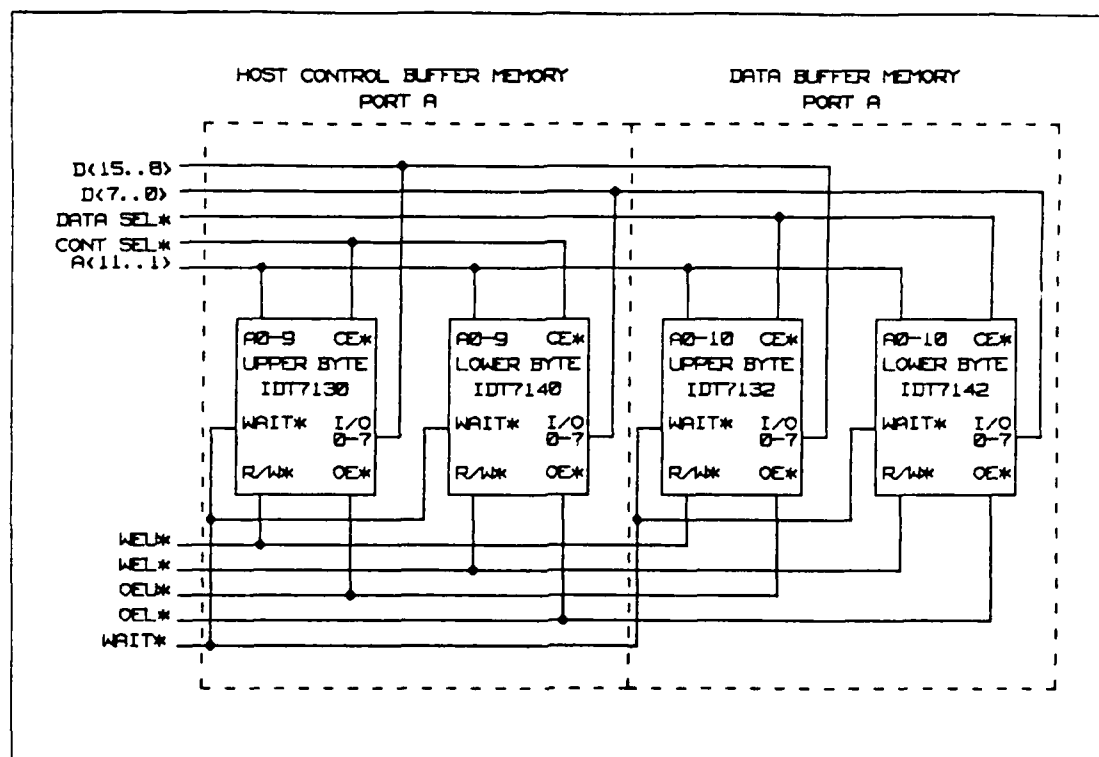 HOST CONTROL BUFFER MEMORY
PORT A
DATA BUFFER MEMORY
PORT A
D<15..8>
D<7..0>
DATA SEL*
CONT SEL*
A<11..1>
A0-9 CE*
UPPER BYTE
IDT7130
WAIT* I/O
0-7
R/W* OE*
A0-9 CE*
LOWER BYTE
IDT7140
WAIT* I/O
0-7
R/W* OE*
A0-10 CE*
UPPER BYTE
IDT7132
WAIT* I/O
0-7
R/W* OE*
A0-10 CE*
LOWER BYTE
IDT7142
WAIT* I/O
0-7
R/W* OE*
WEU*
WEL*
OEU*
OEL*
WAIT*